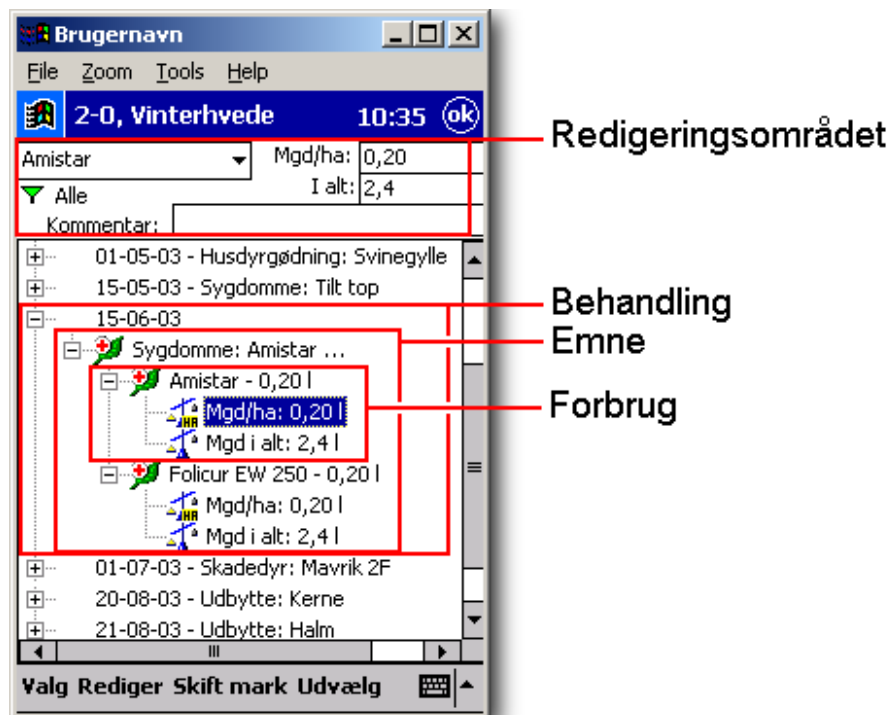 Brugernavn
File Zoom Tools Help
2-0, Vinterhvede 10:35 ok
Amistar Mgd/ha: 0,20
Alle I alt: 2,4
Kommentar:
01-05-03 - Husdyrgødning: Svinegylle
15-05-03 - Sygdomme: Tilt top
15-06-03
Sygdomme: Amistar ...
Amistar - 0,20 l
Mgd/ha: 0,20 l
Mgd i alt: 2,4 l
Folicur EW 250 - 0,20 l
Mgd/ha: 0,20 l
Mgd i alt: 2,4 l
01-07-03 - Skadedyr: Mavrik 2F
20-08-03 - Udbytte: Kerne
21-08-03 - Udbytte: Halm
Valg Rediger Skift mark Udvælg
Redigeringsområdet
Behandling
Emne
Forbrug